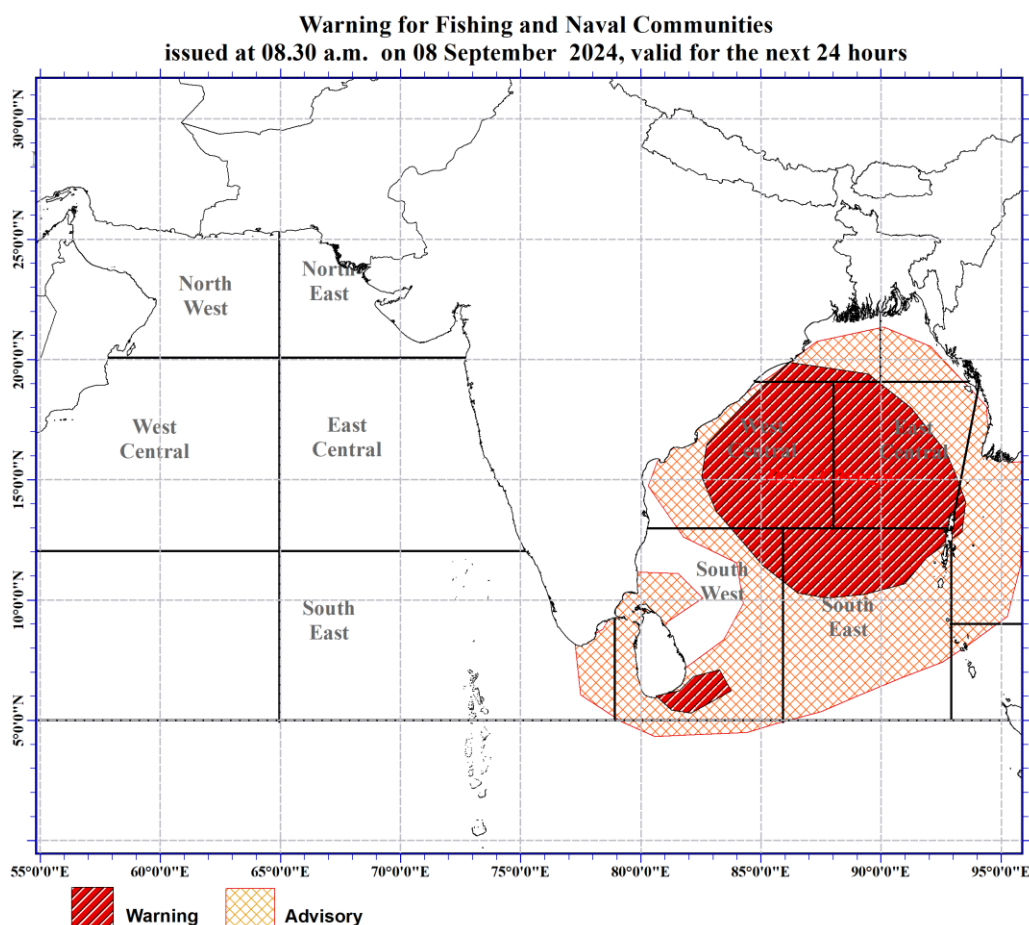 Warning for Fishing and Naval Communities
issued at 08.30 a.m. on 08 September 2024, valid for the next 24 hours
30°0'0"N
25°0'0"N
20°0'0"N
15°0'0"N
10°0'0"N
5°0'0"N
North
West
North
East
West
Central
East
Central
South
East
West
Central
East
Central
South
West
South
East
55°0'0"E 60°0'0"E 65°0'0"E 70°0'0"E 75°0'0"E 80°0'0"E 85°0'0"E 90°0'0"E 95°0'0"E
Warning Advisory